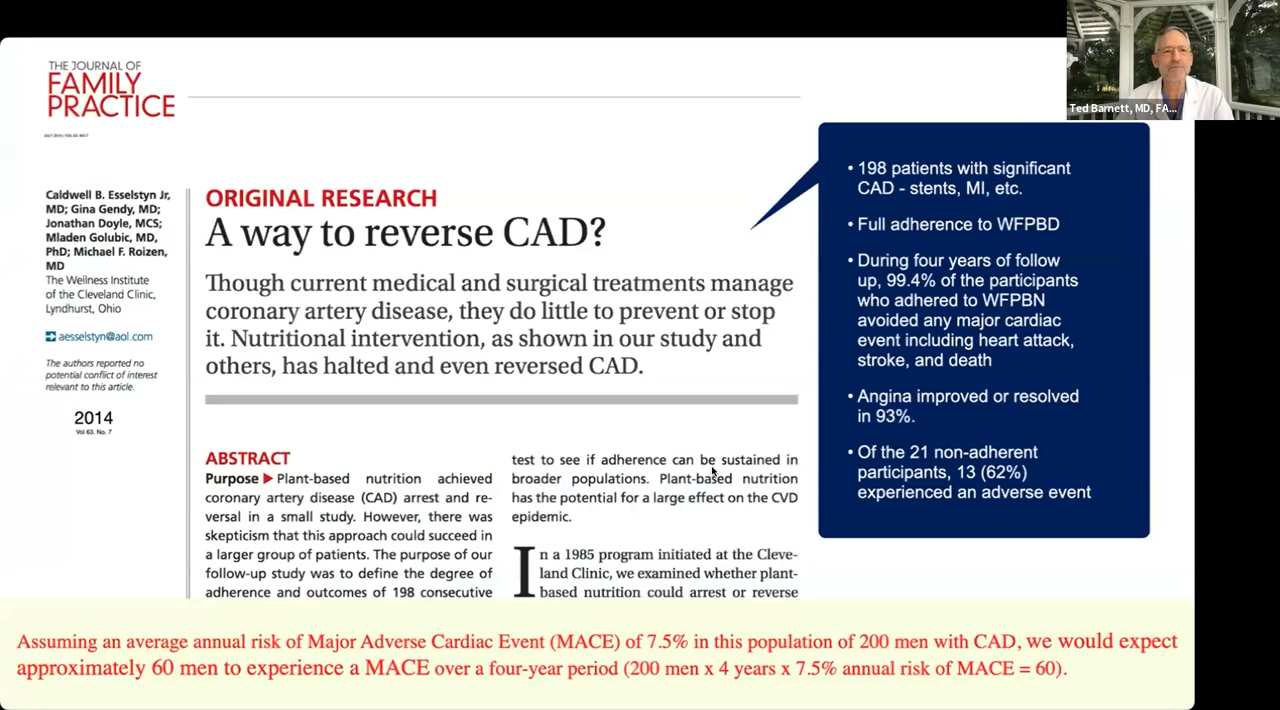 THE JOURNAL OF
FAMILY
PRACTICE
JULY 2014 | VOL 63, NO 7
Caldwell B. Esselstyn Jr,
MD; Gina Gendy, MD;
Jonathan Doyle, MCS;
Mladen Golubic, MD,
PhD; Michael F. Roizen,
MD
The Wellness Institute
of the Cleveland Clinic,
Lyndhurst, Ohio
aesselstyn@aol.com
The authors reported no
potential conflict of interest
relevant to this article.
2014
Vol 63. No. 7
ORIGINAL RESEARCH
A way to reverse CAD?
Though current medical and surgical treatments manage
coronary artery disease, they do little to prevent or stop
it. Nutritional intervention, as shown in our study and
others, has halted and even reversed CAD.
ABSTRACT
Purpose ▶ Plant-based nutrition achieved
coronary artery disease (CAD) arrest and re-
versal in a small study. However, there was
skepticism that this approach could succeed in
a larger group of patients. The purpose of our
follow-up study was to define the degree of
adherence and outcomes of 198 consecutive
test to see if adherence can be sustained in
broader populations. Plant-based nutrition
has the potential for a large effect on the CVD
epidemic.
In a 1985 program initiated at the Cleve-
land Clinic, we examined whether plant-
based nutrition could arrest or reverse
Ted Barnett, MD, FA...
• 198 patients with significant
CAD - stents, MI, etc.
• Full adherence to WFPBD
• During four years of follow
up, 99.4% of the participants
who adhered to WFPBN
avoided any major cardiac
event including heart attack,
stroke, and death
• Angina improved or resolved
in 93%.
• Of the 21 non-adherent
participants, 13 (62%)
experienced an adverse event
Assuming an average annual risk of Major Adverse Cardiac Event (MACE) of 7.5% in this population of 200 men with CAD, we would expect
approximately 60 men to experience a MACE over a four-year period (200 men x 4 years x 7.5% annual risk of MACE = 60).